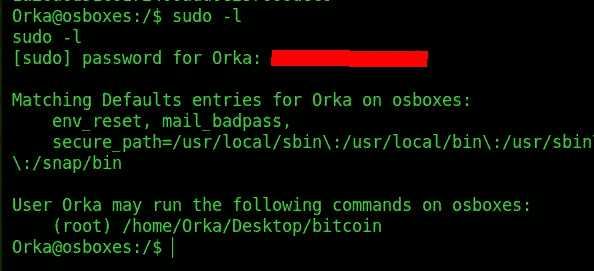 Orka@osboxes:/$ sudo -l
sudo -l
[sudo] password for Orka:
Matching Defaults entries for Orka on osboxes:
    env_reset, mail_badpass,
    secure_path=/usr/local/sbin\:/usr/local/bin\:/usr/sbin
\:/snap/bin
User Orka may run the following commands on osboxes:
    (root) /home/Orka/Desktop/bitcoin
Orka@osboxes:/$